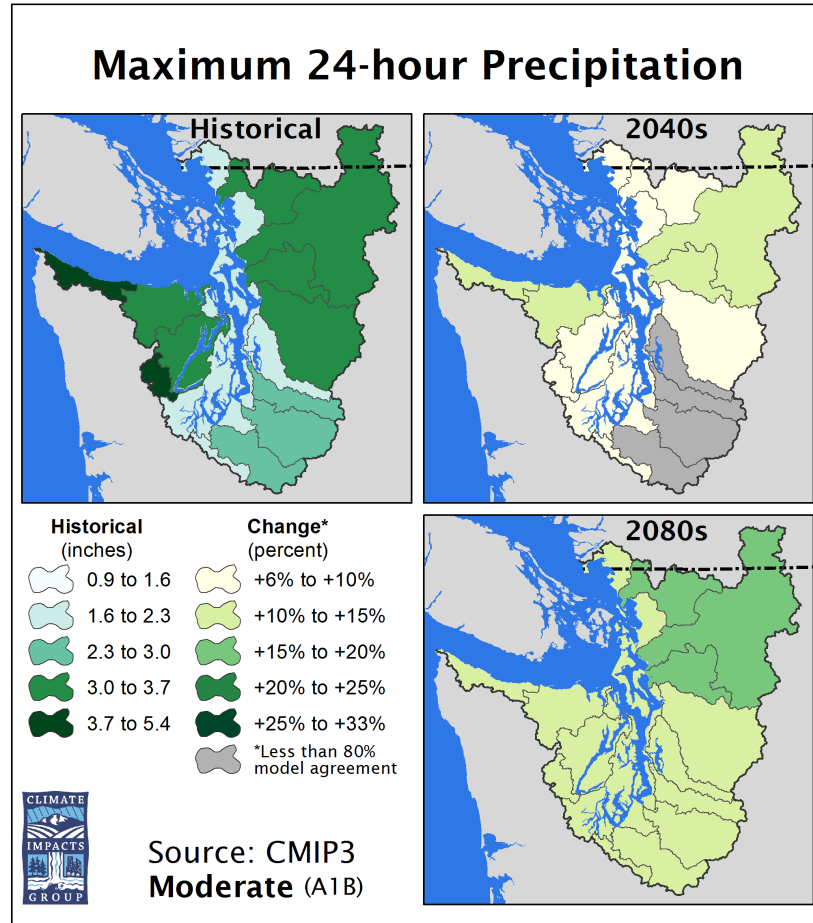 Maximum 24-hour Precipitation
Historical
2040s
2080s
Historical
(inches)
0.9 to 1.6
1.6 to 2.3
2.3 to 3.0
3.0 to 3.7
3.7 to 5.4
Change*
(percent)
+6% to +10%
+10% to +15%
+15% to +20%
+20% to +25%
+25% to +33%
*Less than 80%
model agreement
CLIMATE
IMPACTS
GROUP
Source: CMIP3
Moderate (A1B)